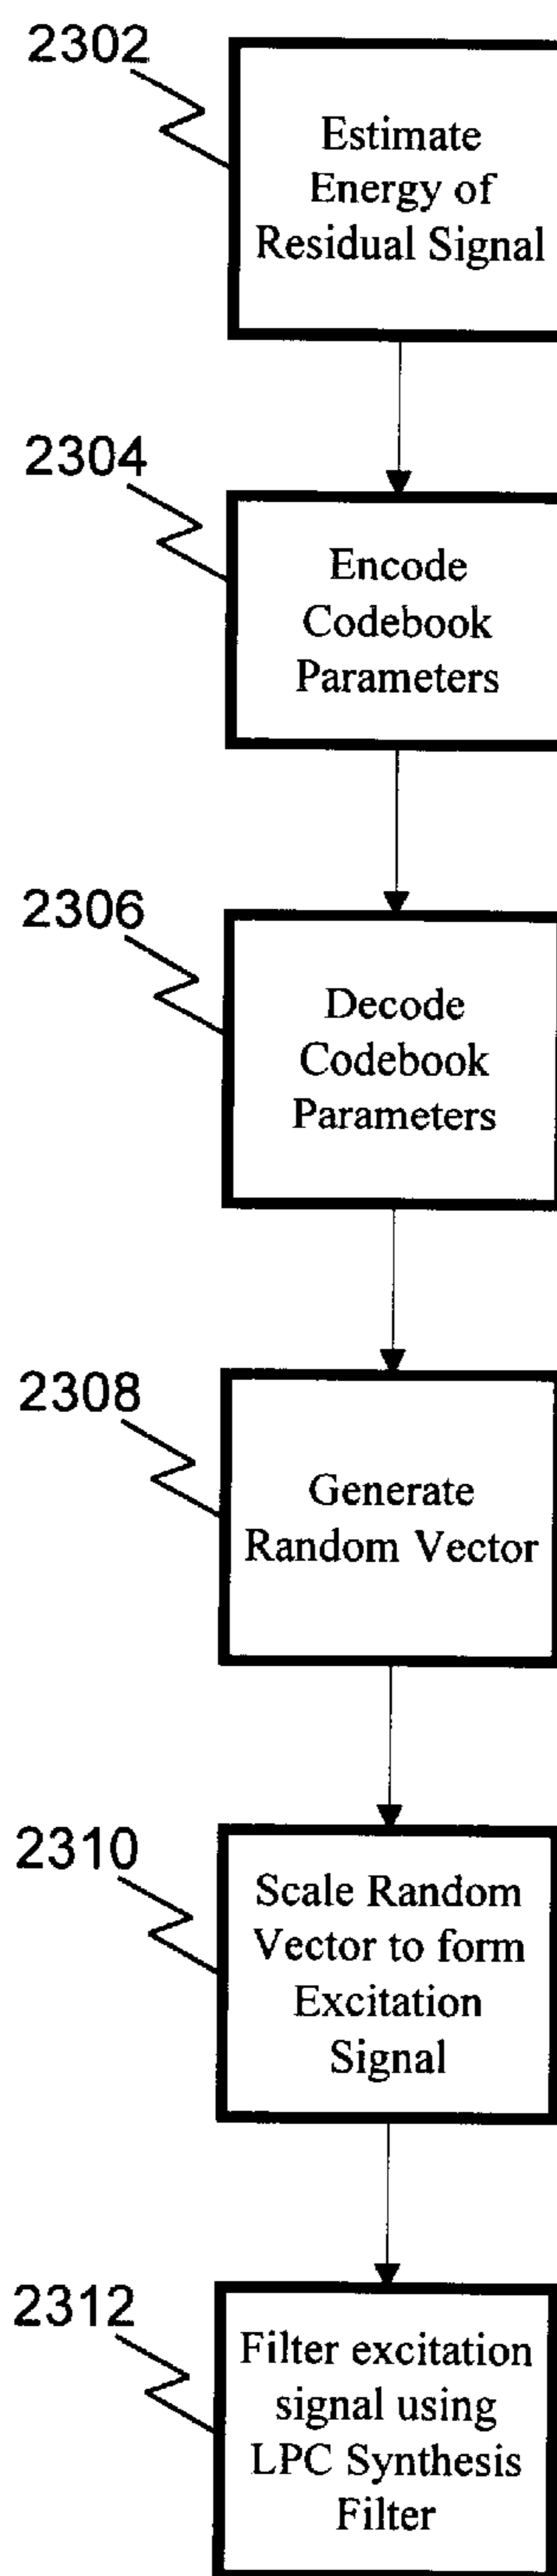 2302
Estimate
Energy of
Residual Signal
2304
Encode
Codebook
Parameters
2306
Decode
Codebook
Parameters
2308
Generate
Random Vector
2310
Scale Random
Vector to form
Excitation
Signal
2312
Filter excitation
signal using
LPC Synthesis
Filter